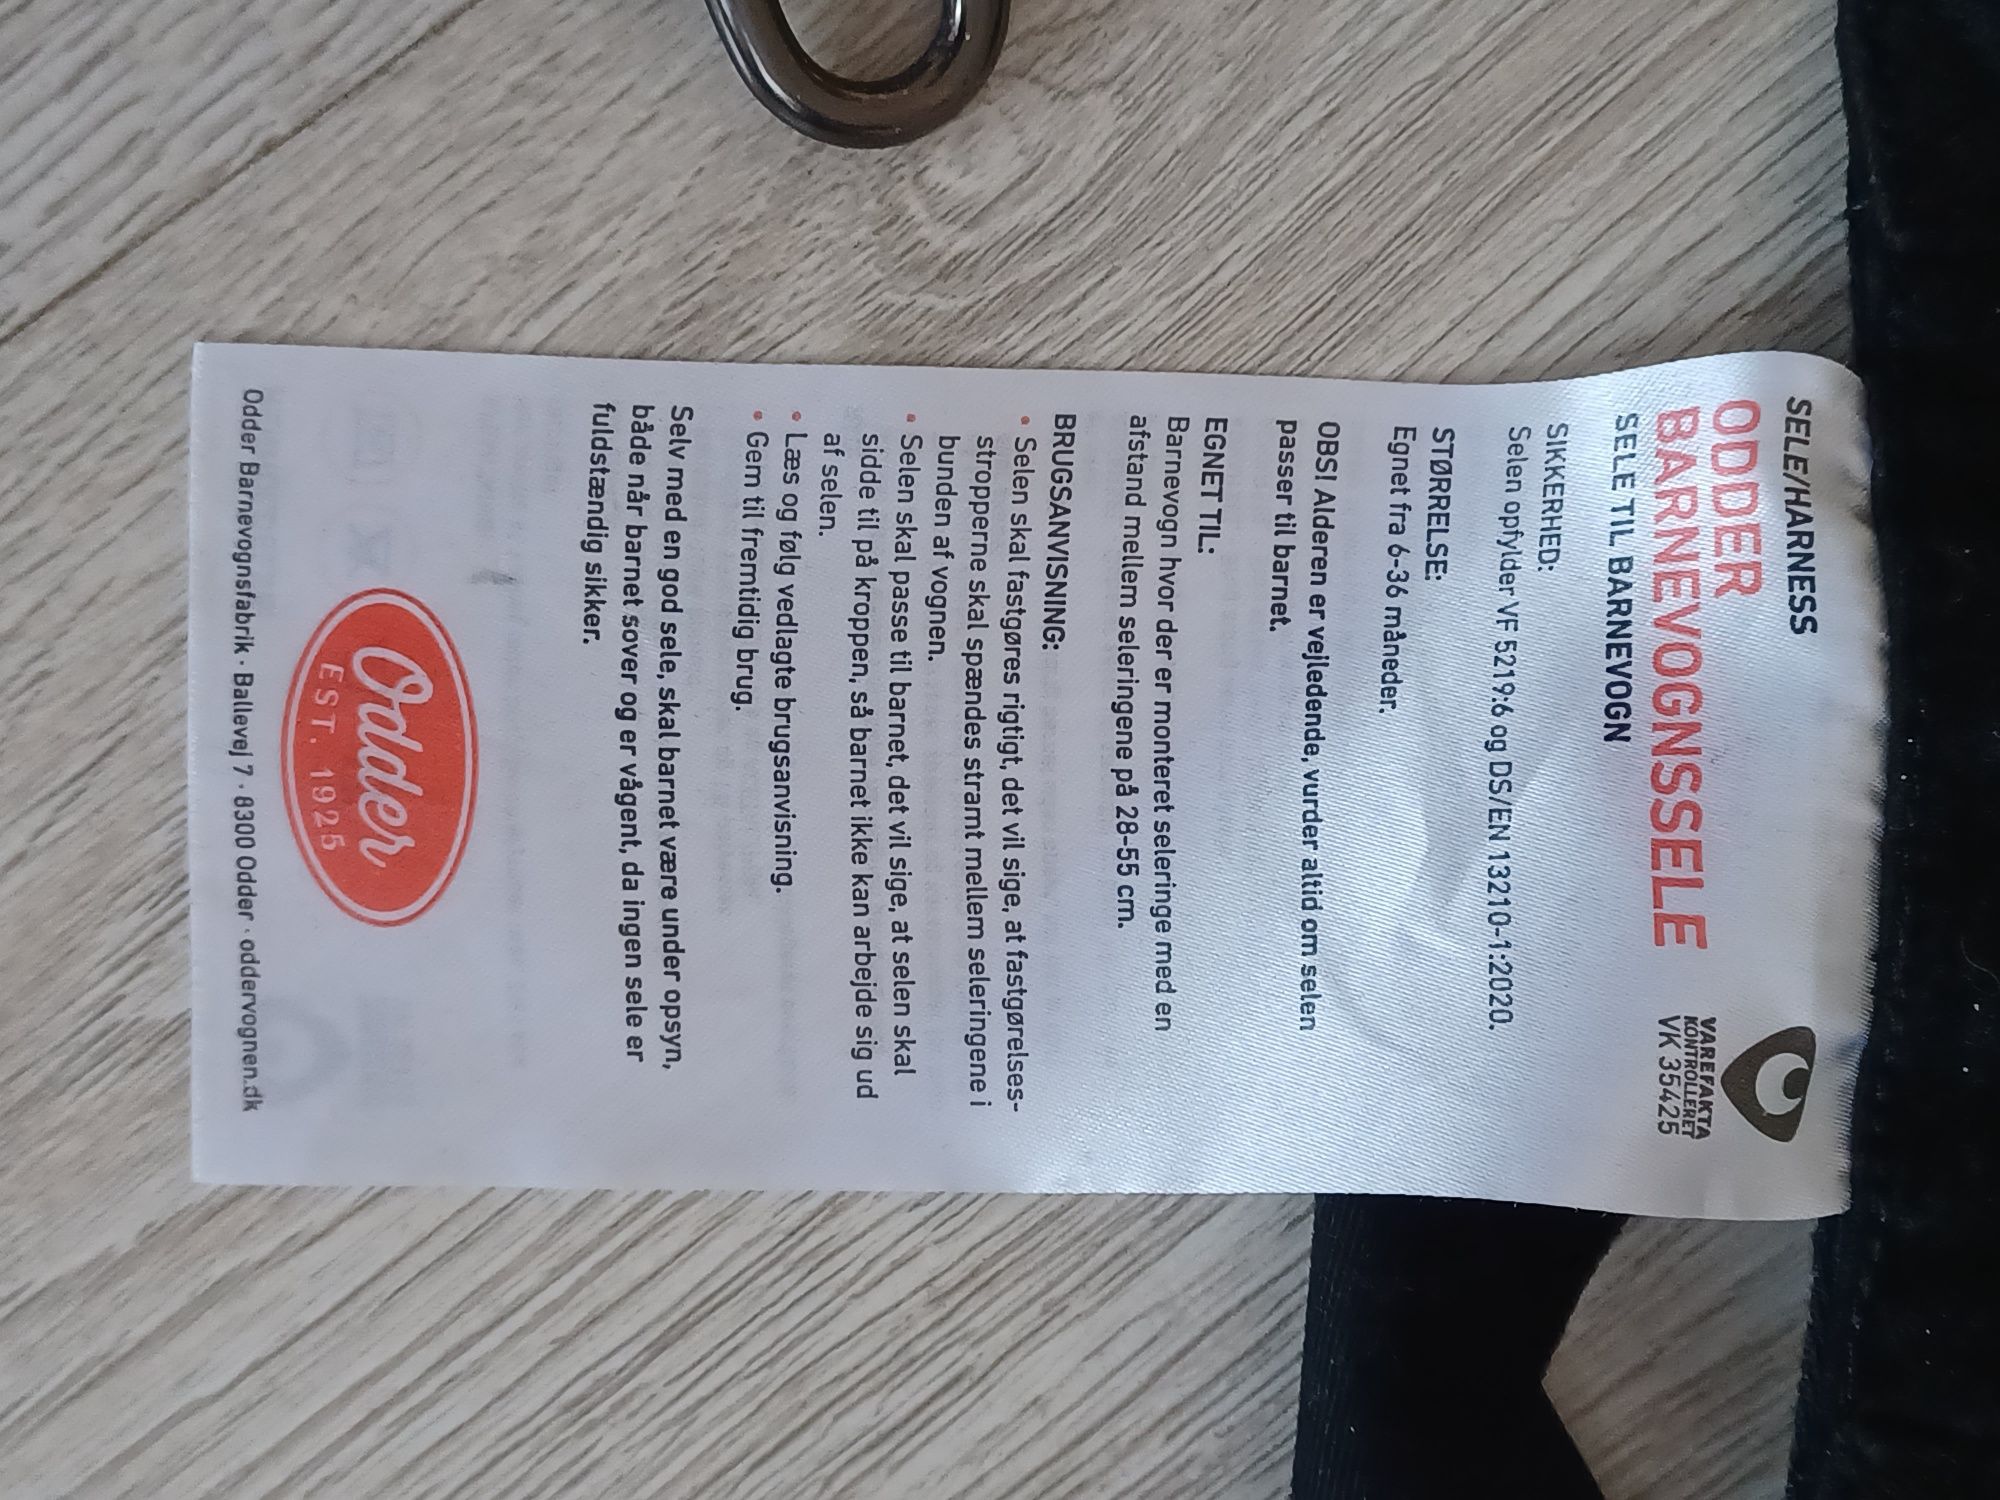 SELE/HARNESS
ODDER
BARNEVOGNSSELE
SELE TIL BARNEVOGN
VAREFAKTA
KONTROLLERET
VK 35425
SIKKERHED:
Selen opfylder VF 5219:6 og DS/EN 13210-1:2020.
STØRRELSE:
Egnet fra 6-36 måneder.
OBS! Alderen er vejledende, vurder altid om selen
passer til barnet.
EGNET TIL:
Barnevogn hvor der er monteret seleringe med en
afstand mellem seleringene på 28-55 cm.
BRUGSANVISNING:
• Selen skal fastgøres rigtigt, det vil sige, at fastgørelses-
stropperne skal spændes stramt mellem seleringene i
bunden af vognen.
• Selen skal passe til barnet, det vil sige, at selen skal
sidde til på kroppen, så barnet ikke kan arbejde sig ud
af selen.
• Læs og følg vedlagte brugsanvisning.
• Gem til fremtidig brug.
Selv med en god sele, skal barnet være under opsyn,
både når barnet sover og er vågent, da ingen sele er
fuldstændig sikker.
Odder
EST. 1925
Odder Barnevognsfabrik · Ballevej 7 · 8300 Odder · oddervognen.dk